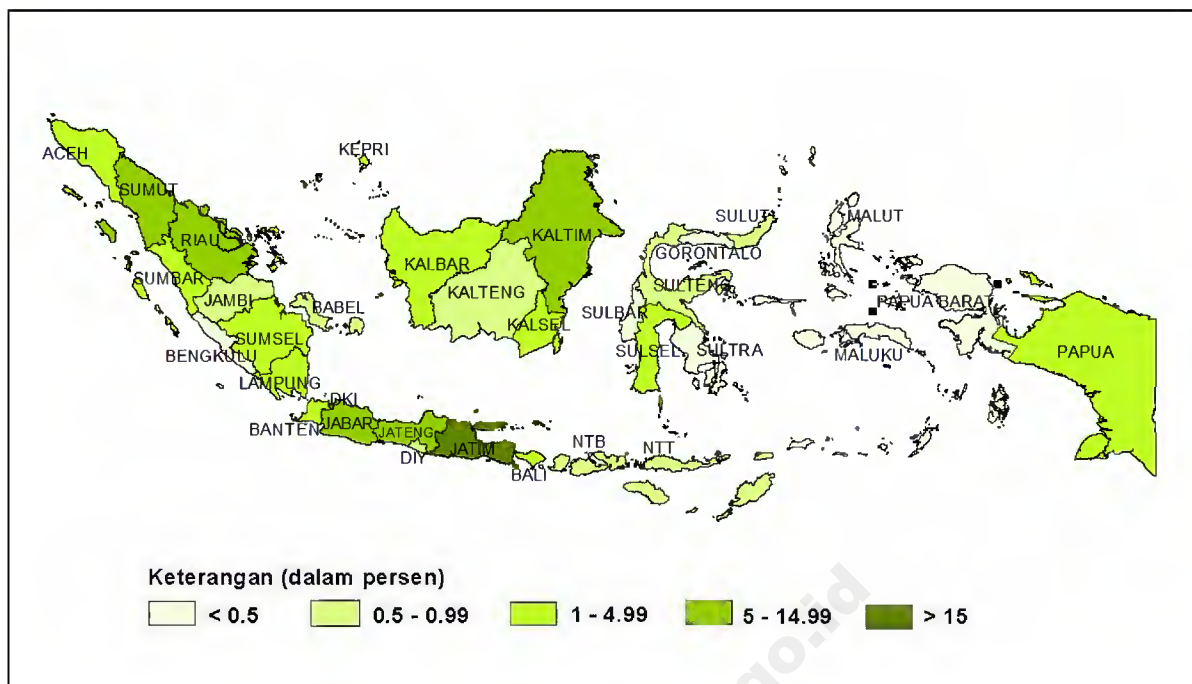 KEPRI
ACEH
SUMUT
SULUT
MALUT
RIAU
KALTIM
GORONTALO
KALBAR
SUMBAR
SULTENG
JAMBI
KALTENG
BABEL
PAPUA BARAT
SULBAR
KALSEL
SUMSEL
BENGKULU
SULSEL
SULTRA
MALUKU
PAPUA
LAMPUNG
DKI
BANTEN
JABAR
JATENG
JATIM
DIY
NTB
NTT
BALI
Keterangan (dalam persen)
< 0.5
0.5 - 0.99
1 - 4.99
5 - 14.99
> 15
go.id